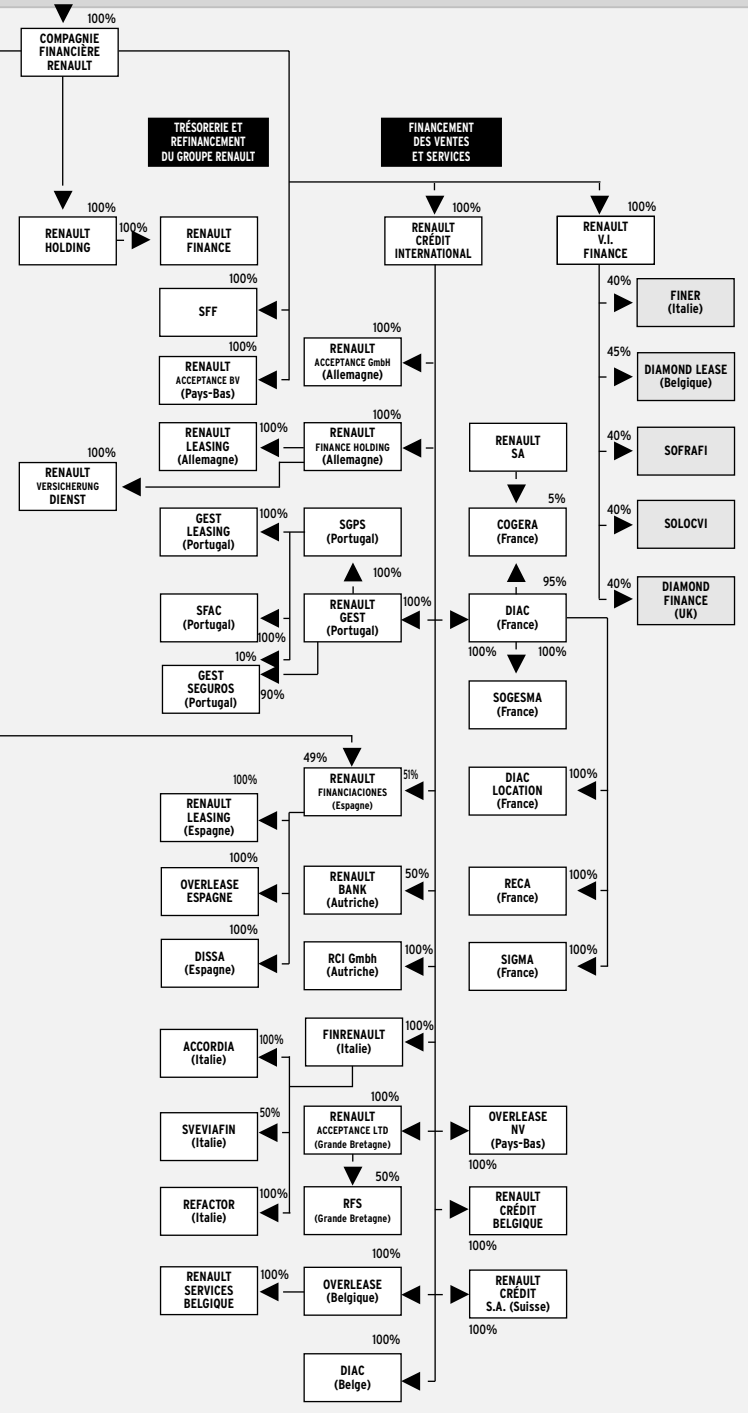 100%
COMPAGNIE
FINANCIÈRE
RENAULT
TRÉSORERIE ET
REFINANCEMENT
DU GROUPE RENAULT
FINANCEMENT
DES VENTES
ET SERVICES
100%
RENAULT
HOLDING
100%
RENAULT
FINANCE
100%
RENAULT
CRÉDIT
INTERNATIONAL
100%
RENAULT
V.I.
FINANCE
100%
SFF
40%
FINER
(Italie)
100%
RENAULT
ACCEPTANCE BV
(Pays-Bas)
100%
RENAULT
ACCEPTANCE GmbH
(Allemagne)
45%
DIAMOND LEASE
(Belgique)
RENAULT
LEASING
(Allemagne)
100%
100%
RENAULT
FINANCE HOLDING
(Allemagne)
RENAULT
SA
40%
SOFRAFI
100%
RENAULT
VERSICHERUNG
DIENST
GEST
LEASING
(Portugal)
100%
SGPS
(Portugal)
5%
COGERA
(France)
40%
SOLOCVI
100%
95%
SFAC
(Portugal)
100%
RENAULT
GEST
(Portugal)
100%
DIAC
(France)
100%
100%
40%
DIAMOND
FINANCE
(UK)
10%
GEST
SEGUROS
(Portugal)
90%
SOGESMA
(France)
49%
RENAULT
FINANCIACIONES
(Espagne)
51%
DIAC
LOCATION
(France)
100%
100%
RENAULT
LEASING
(Espagne)
100%
OVERLEASE
ESPAGNE
RENAULT
BANK
(Autriche)
50%
RECA
(France)
100%
100%
DISSA
(Espagne)
RCI Gmbh
(Autriche)
100%
SIGMA
(France)
100%
ACCORDIA
(Italie)
100%
FINRENAULT
(Italie)
100%
SVEVIAFIN
(Italie)
50%
100%
RENAULT
ACCEPTANCE LTD
(Grande Bretagne)
OVERLEASE
NV
(Pays-Bas)
100%
REFACTOR
(Italie)
100%
50%
RFS
(Grande Bretagne)
RENAULT
CRÉDIT
BELGIQUE
100%
RENAULT
SERVICES
BELGIQUE
100%
100%
OVERLEASE
(Belgique)
RENAULT
CRÉDIT
S.A. (Suisse)
100%
100%
DIAC
(Belge)